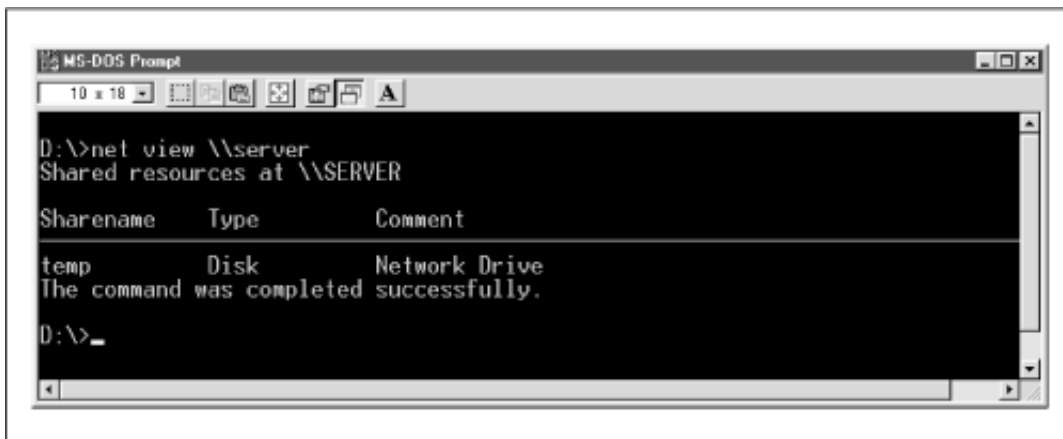 MS-DOS Prompt
10 x 18 A
D:\>net view \\server
Shared resources at \\SERVER
Sharename Type Comment
temp Disk Network Drive
The command was completed successfully.
D:\>